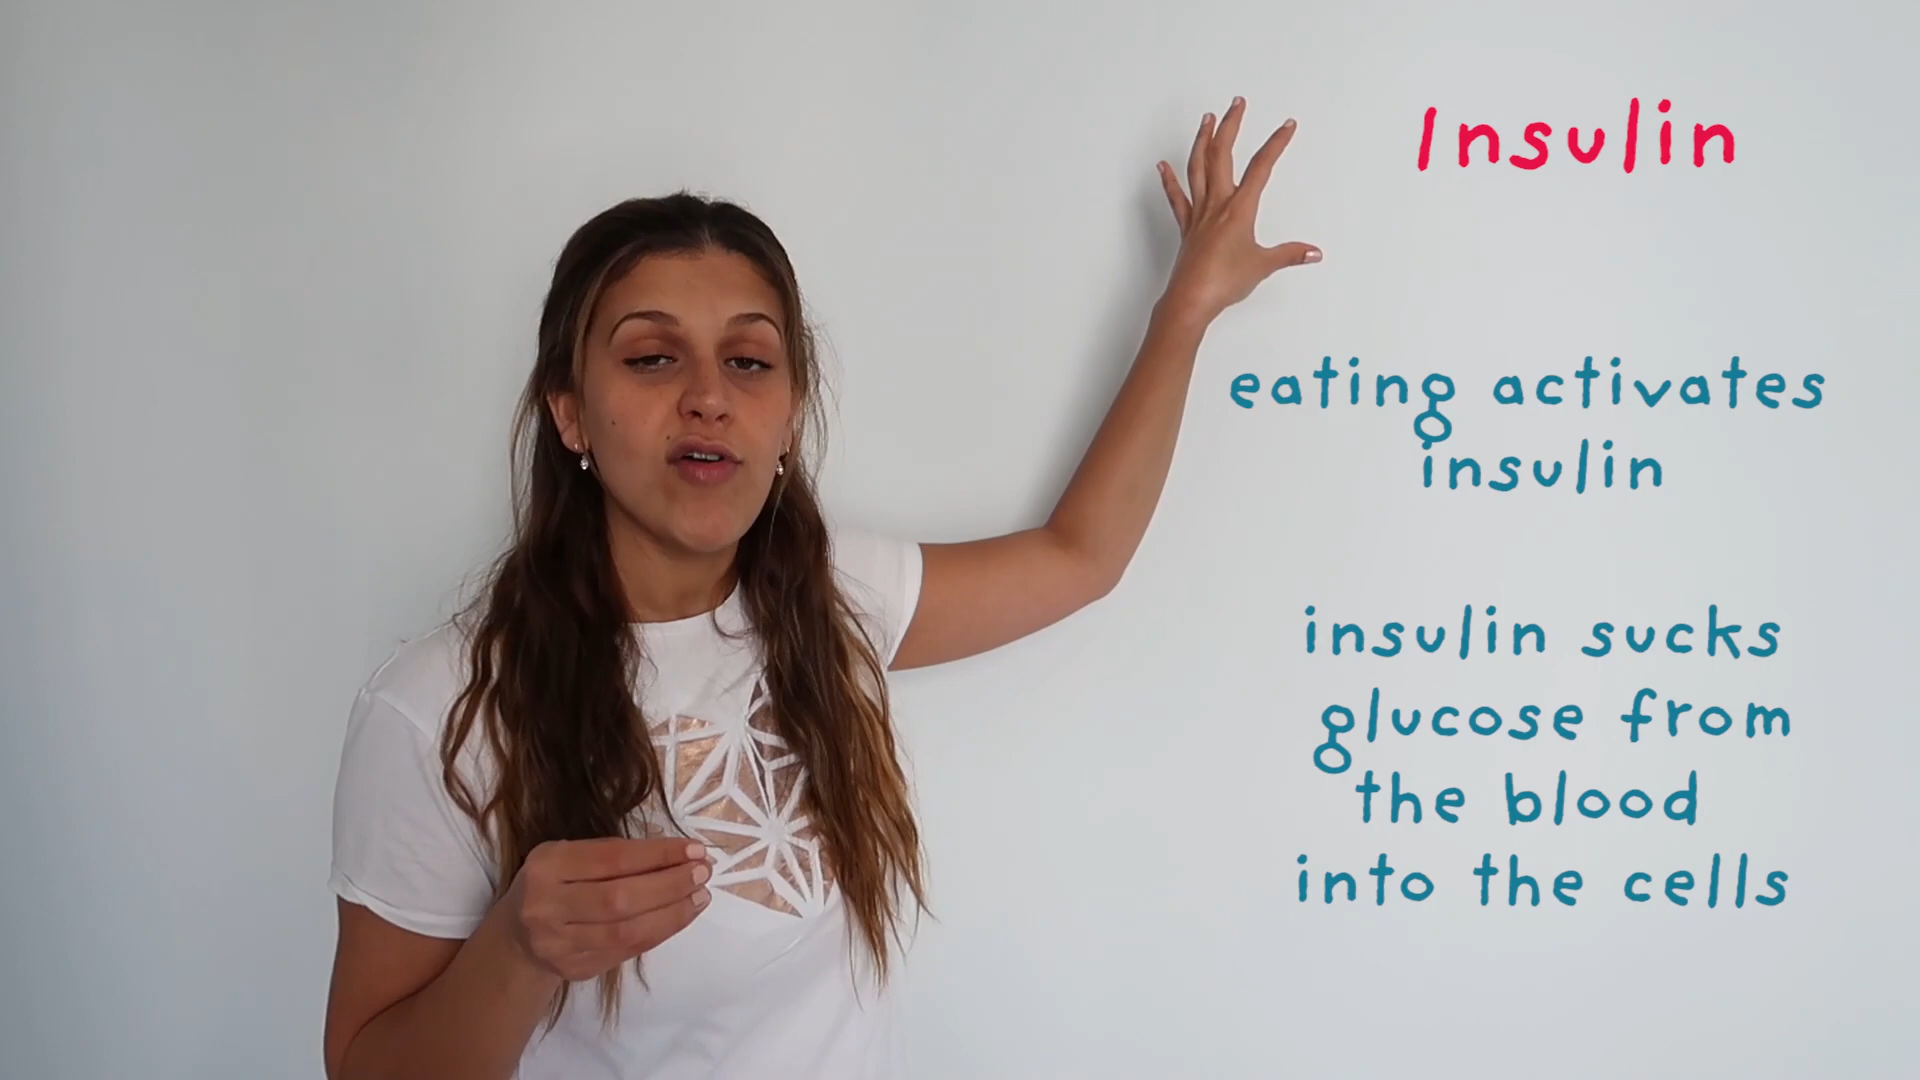 Insulin
eating activates
insulin
insulin sucks
glucose from
the blood
into the cells